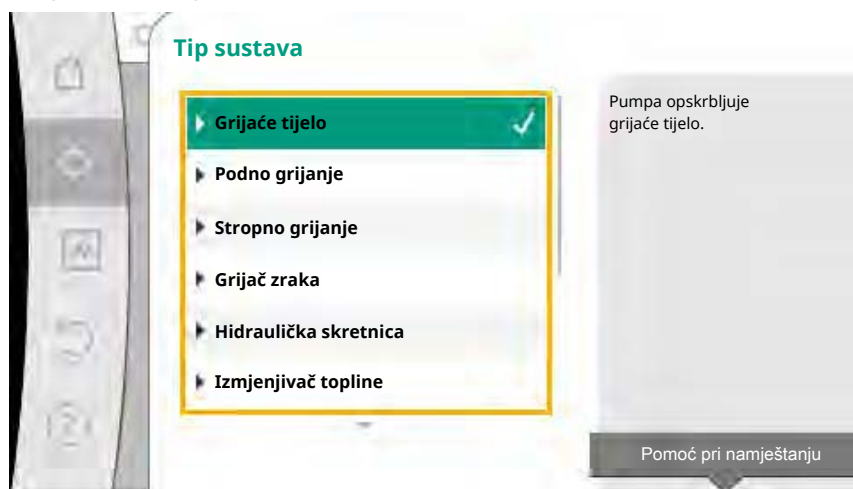 Tip sustava
Grijaće tijelo
Podno grijanje
Stropno grijanje
Grijač zraka
Hidraulička skretnica
Izmjenjivač topline
Pumpa opskrbljuje
grijaće tijelo.
Pomoć pri namještanju